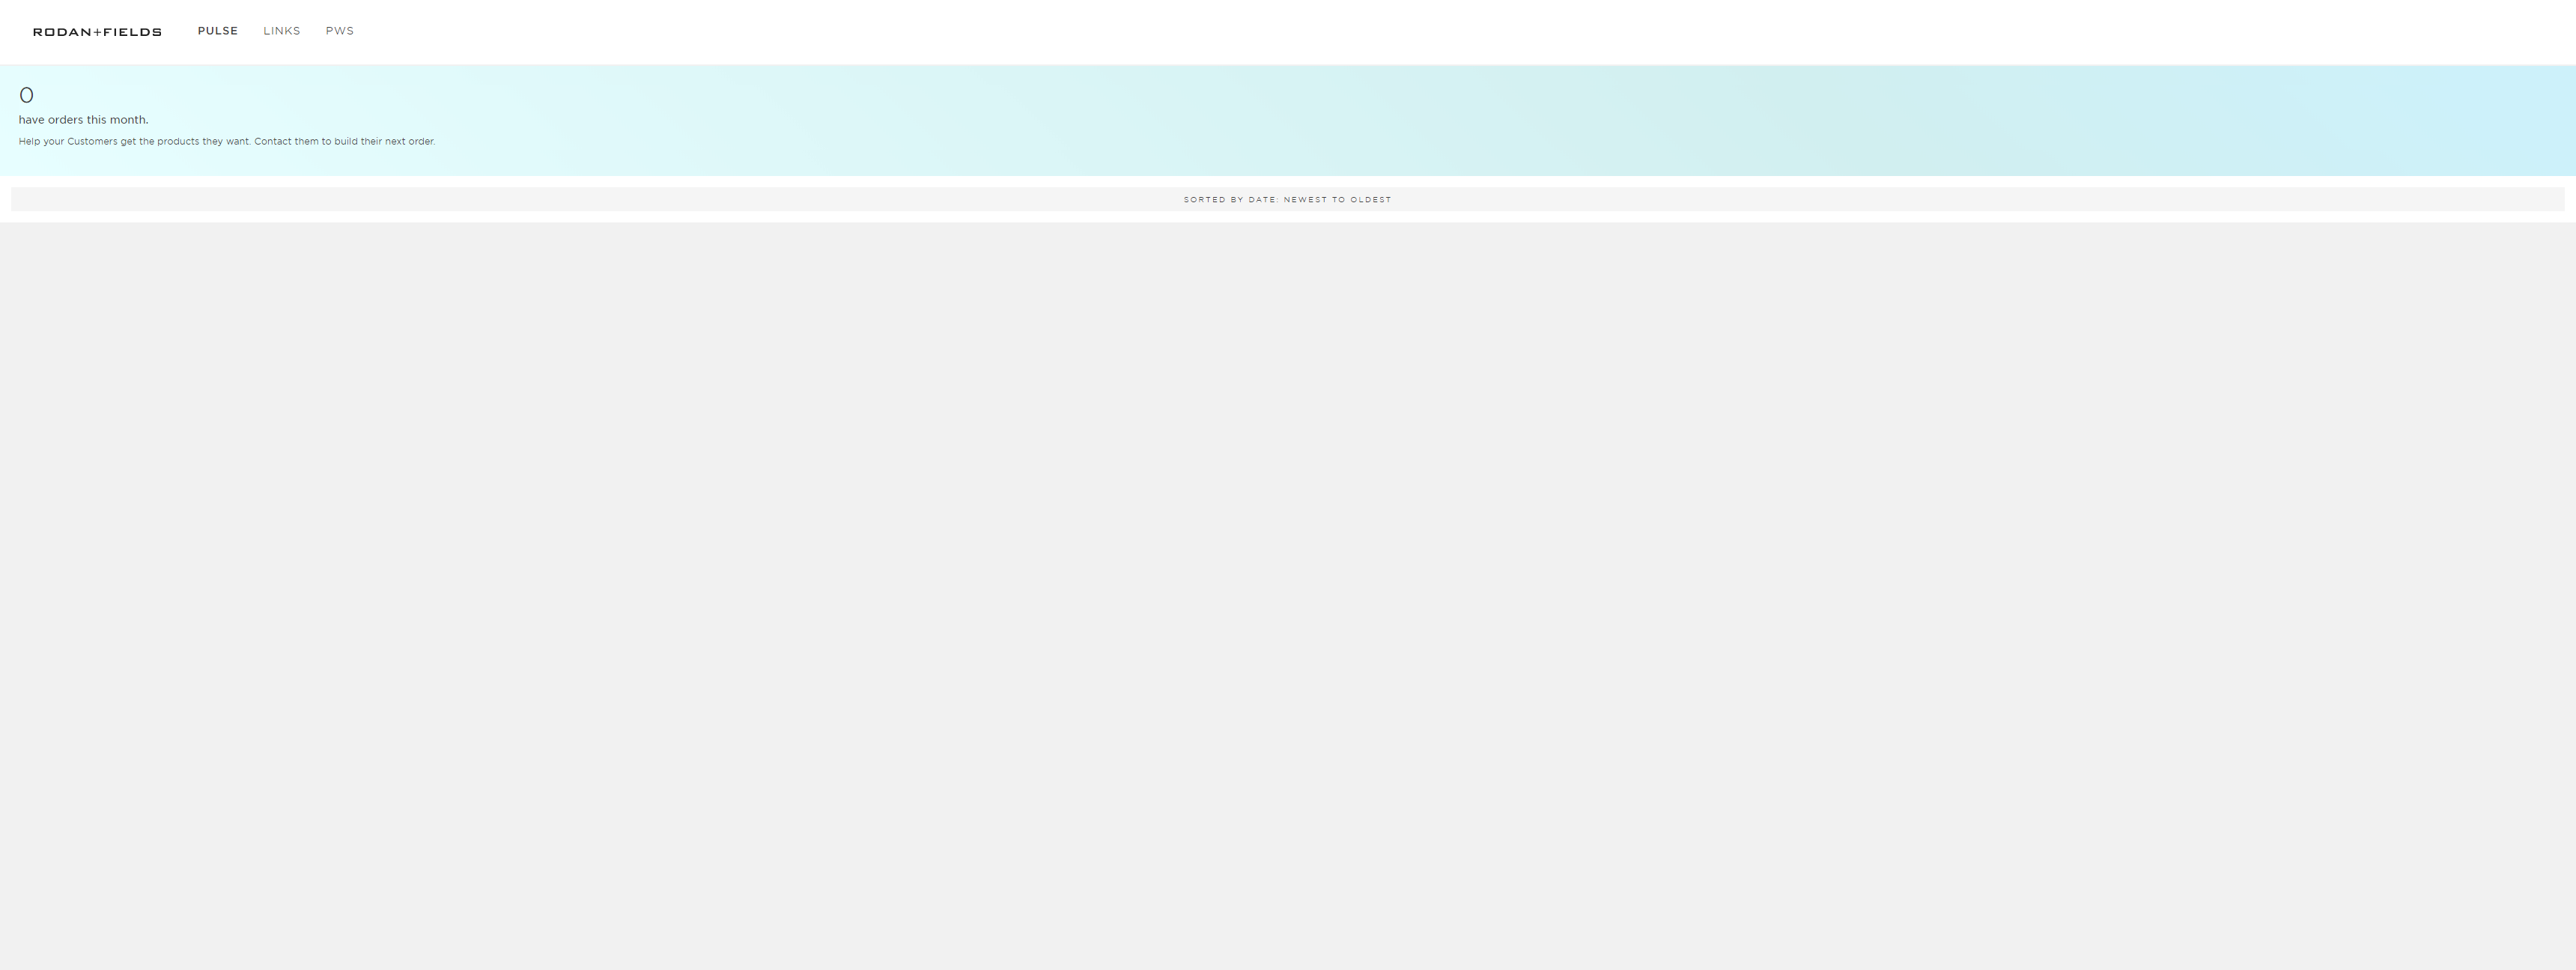 RODAN+FIELDS PULSE LINKS PWS
0
have orders this month.
Help your Customers get the products they want. Contact them to build their next order.
SORTED BY DATE: NEWEST TO OLDEST